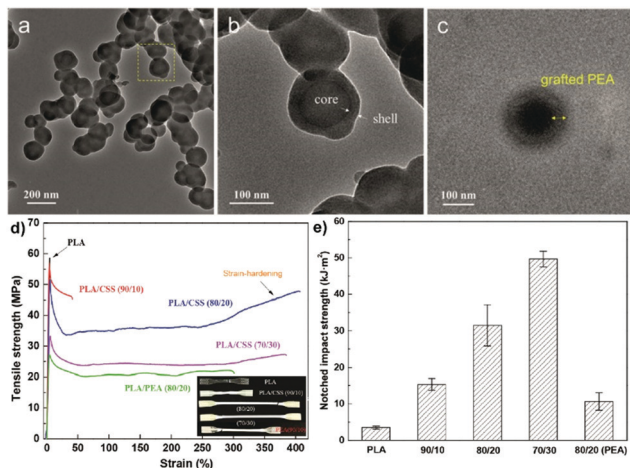 a
200 nm
b
core
shell
100 nm
c
grafted PEA
100 nm
d)
Tensile strength (MPa)
70
60
50
40
30
20
10
0
PLA
PLA/CSS (90/10)
Strain-hardening
PLA/CSS (80/20)
PLA/CSS (70/30)
PLA/PEA (80/20)
PLA
PLA/CSS (90/10)
(80/20)
(70/30)
0 50 100 150 200 250 300 350 400
Strain (%)
e)
Notched impact strength (kJ·m⁻²)
60
50
40
30
20
10
0
PLA 90/10 80/20 70/30 80/20 (PEA)